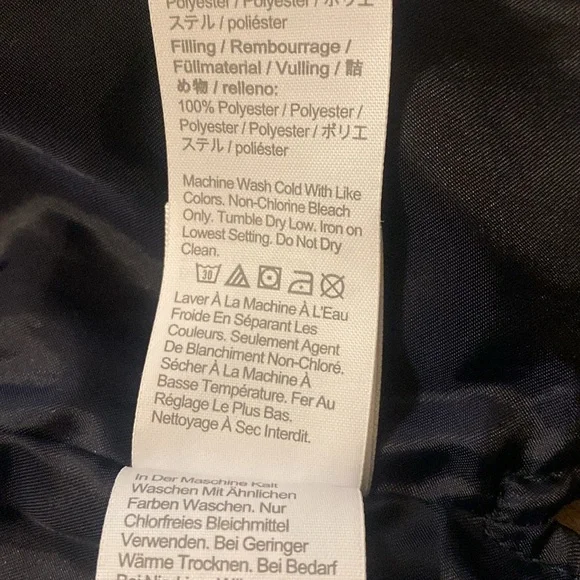 Polyester / Polyester / ポリエ
ステル / poliéster
Filling / Rembourrage /
Füllmaterial / Vulling / 詰
め物 / relleno:
100% Polyester / Polyester /
Polyester / Polyester / ポリエ
ステル / poliéster
Machine Wash Cold With Like
Colors. Non-Chlorine Bleach
Only. Tumble Dry Low. Iron on
Lowest Setting. Do Not Dry
Clean.
30
Laver À La Machine À L'Eau
Froide En Séparant Les
Couleurs. Seulement Agent
De Blanchiment Non-Chloré.
Sécher À La Machine À
Basse Température. Fer Au
Réglage Le Plus Bas.
Nettoyage À Sec Interdit.
In Der Maschine Kalt
Waschen Mit Ähnlichen
Farben Waschen. Nur
Chlorfreies Bleichmittel
Verwenden. Bei Geringer
Wärme Trocknen. Bei Bedarf